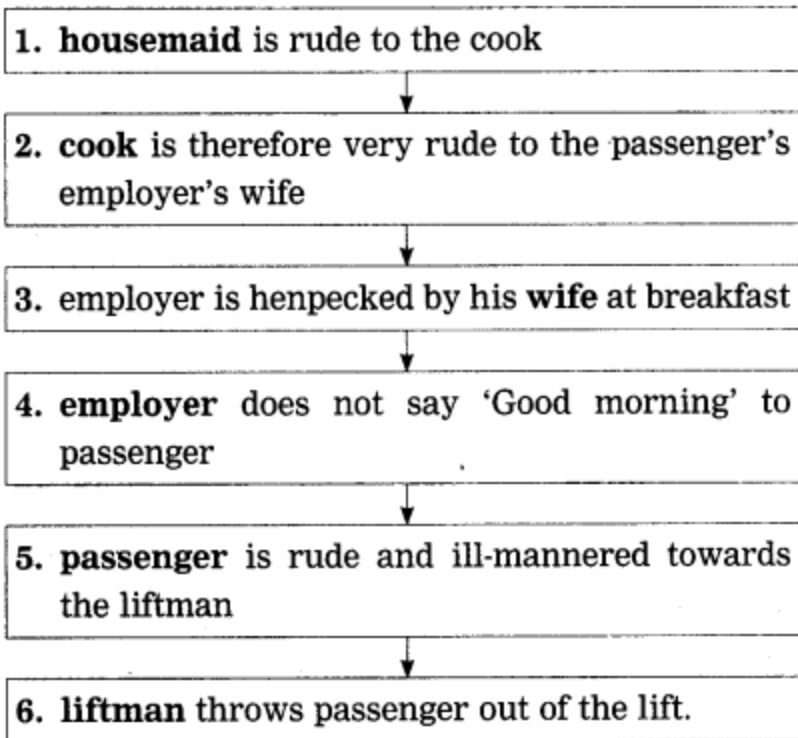 1. housemaid is rude to the cook
2. cook is therefore very rude to the passenger's
employer's wife
3. employer is henpecked by his wife at breakfast
4. employer does not say 'Good morning' to
passenger
5. passenger is rude and ill-mannered towards
the liftman
6. liftman throws passenger out of the lift.